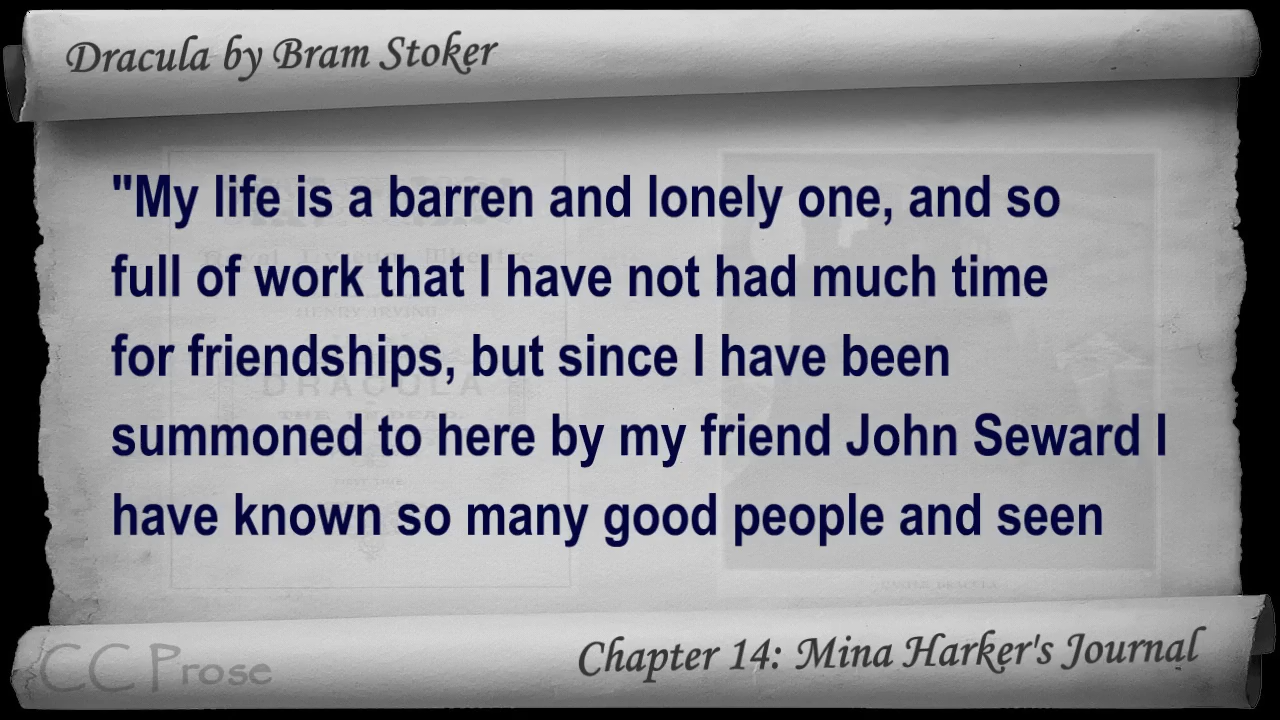 Dracula by Bram Stoker
"My life is a barren and lonely one, and so
full of work that I have not had much time
for friendships, but since I have been
summoned to here by my friend John Seward I
have known so many good people and seen
CC Prose
Chapter 14: Mina Harker's Journal